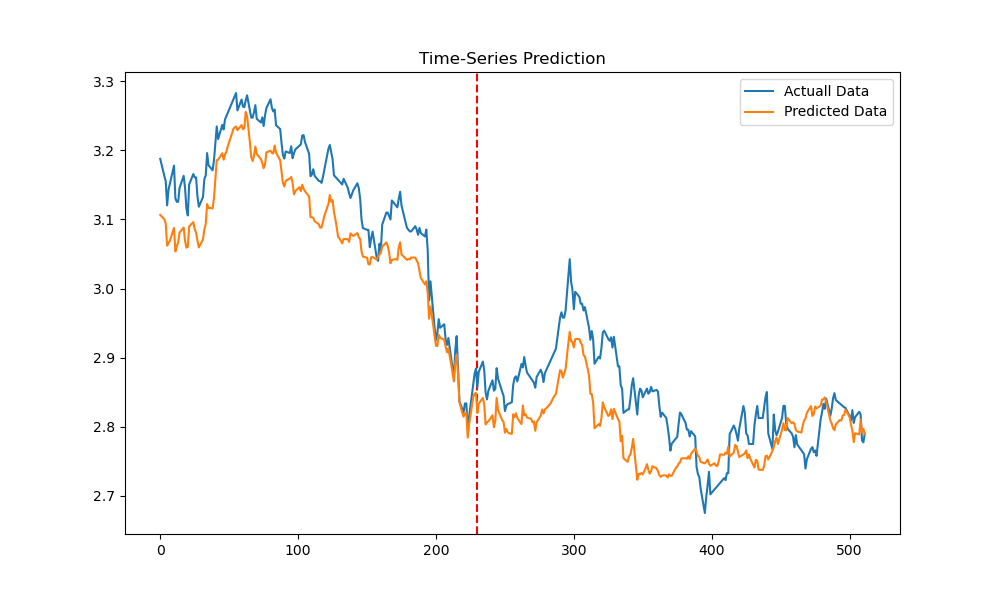 Time-Series Prediction
Actuall Data
Predicted Data
3.3
3.2
3.1
3.0
2.9
2.8
2.7
0 100 200 300 400 500